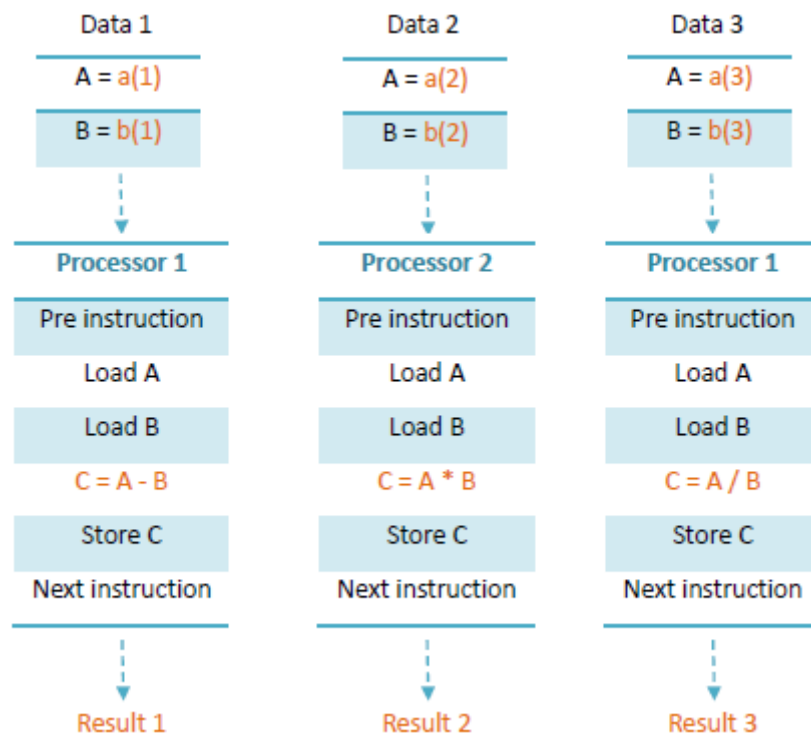 Data 1
A = a(1)
B = b(1)
Processor 1
Pre instruction
Load A
Load B
C = A - B
Store C
Next instruction
Result 1
Data 2
A = a(2)
B = b(2)
Processor 2
Pre instruction
Load A
Load B
C = A * B
Store C
Next instruction
Result 2
Data 3
A = a(3)
B = b(3)
Processor 1
Pre instruction
Load A
Load B
C = A / B
Store C
Next instruction
Result 3